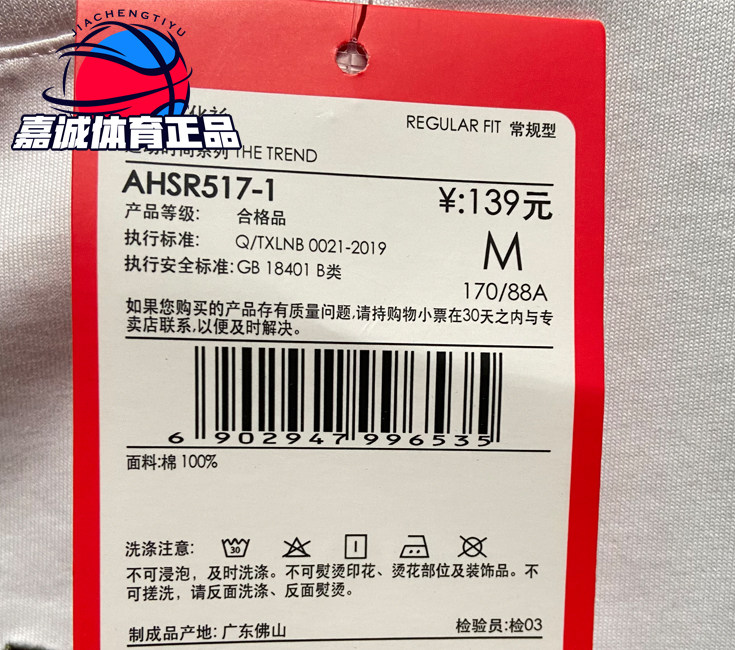 JIACHENGTIYU
嘉诚体育正品
REGULAR FIT 常规型
THE TREND
AHSR517-1
¥:139元
产品等级: 合格品
执行标准: Q/TXLNB 0021-2019
M
执行安全标准:GB 18401 B类
170/88A
如果您购买的产品存有质量问题,请持购物小票在30天之内与专
卖店联系,以便及时解决。
6 902947 996535
面料:棉 100%
洗涤注意: 30
不可浸泡，及时洗涤。不可熨烫印花、烫花部位及装饰品。不
可搓洗，请反面洗涤、反面熨烫。
制成品产地: 广东佛山
检验员:检03